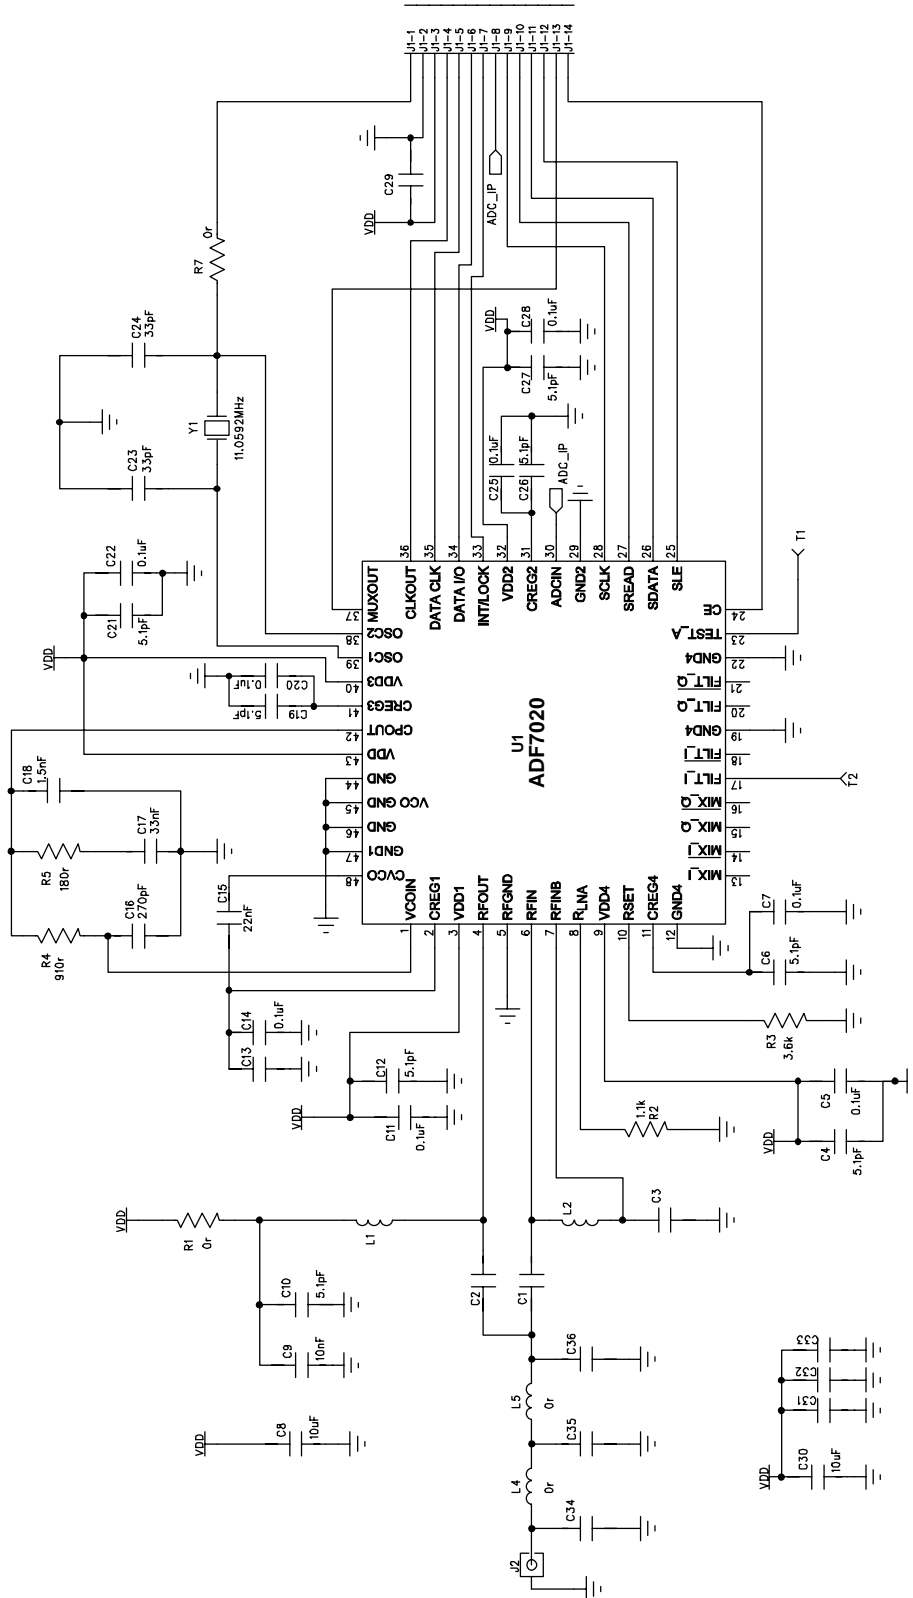 J1-1
J1-2
J1-3
J1-4
J1-5
J1-6
J1-7
J1-8
J1-9
J1-10
J1-11
J1-12
J1-13
J1-14
R7
0r
C29
VDD
ADC_IP
C24
33pF
Y1
11.0592MHz
C23
33pF
VDD
C28
0.1uF
C27
5.1pF
C25
0.1uF
C26
5.1pF
ADC_IP
C22
0.1uF
C21
5.1pF
VDD
C20
0.1uF
C19
5.1pF
C18
1.5nF
C17
33nF
R5
180r
C16
270pF
R4
910r
C15
22nF
36 CLKOUT
35 DATA CLK
34 DATA I/O
33 INT/LOCK
32 VDD2
31 CREG2
30 ADCIN
29 GND2
28 SCLK
27 SREAD
26 SDATA
25 SLE
37 MUXOUT
38 OSC2
39 OSC1
40 VDD3
41 CREG3
42 CPOUT
43 VDD
44 GND
45 VCO GND
46 GND
47 GND1
48 CVCO
U1
ADF7020
24 CE
23 TEST_A
22 GND4
21 FILT_Q
20 FILT_Q
19 GND4
18 FILT_I
17 FILT_I
16 MIX_Q
15 MIX_Q
14 MIX_I
13 MIX_I
T1
T2
1 VCOIN
2 CREG1
3 VDD1
4 RFOUT
5 RFGND
6 RFIN
7 RFINB
8 RLNA
9 VDD4
10 RSET
11 CREG4
12 GND4
C14
0.1uF
C13
C12
5.1pF
C11
0.1uF
VDD
C7
0.1uF
C6
5.1pF
R3
3.6k
1.1k
R2
C5
0.1uF
C4
5.1pF
VDD
VDD
R1
0r
L1
L2
C3
C10
5.1pF
C9
10nF
C2
C1
VDD
C8
10uF
C36
L5
0r
C35
L4
0r
C34
J2
C33
C32
C31
VDD
C30
10uF